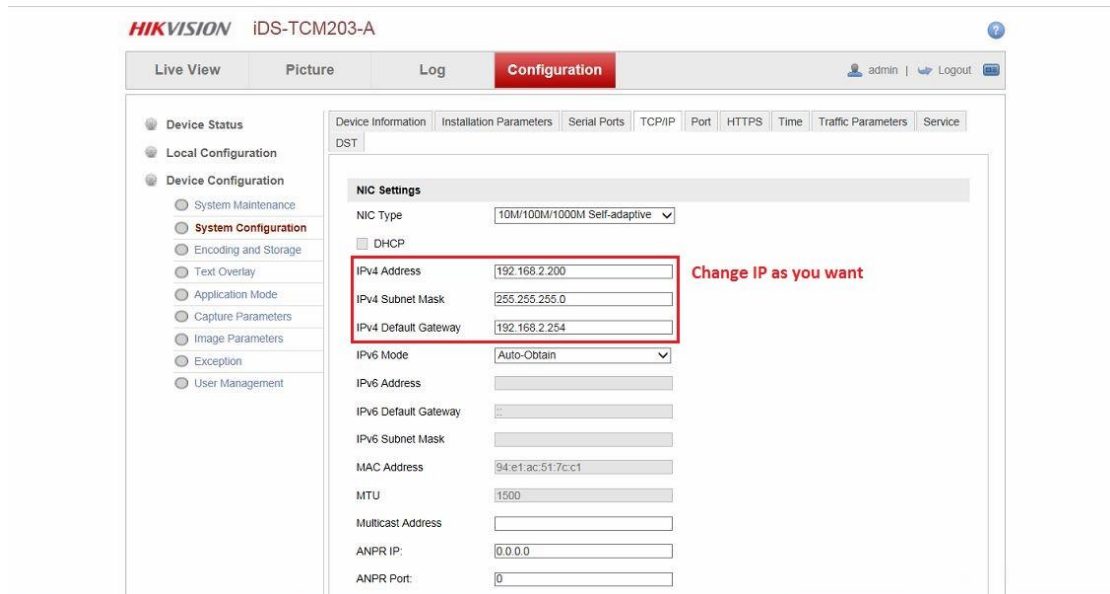 HIKVISION iDS-TCM203-A
Live View Picture Log Configuration admin | Logout
Device Status
Local Configuration
Device Configuration
System Maintenance
System Configuration
Encoding and Storage
Text Overlay
Application Mode
Capture Parameters
Image Parameters
Exception
User Management
Device Information Installation Parameters Serial Ports TCP/IP Port HTTPS Time Traffic Parameters Service
DST
NIC Settings
NIC Type 10M/100M/1000M Self-adaptive
DHCP
IPv4 Address 192.168.2.200 Change IP as you want
IPv4 Subnet Mask 255.255.255.0
IPv4 Default Gateway 192.168.2.254
IPv6 Mode Auto-Obtain
IPv6 Address
IPv6 Default Gateway ::
IPv6 Subnet Mask
MAC Address 94:e1:ac:51:7c:c1
MTU 1500
Multicast Address
ANPR IP: 0.0.0.0
ANPR Port: 0